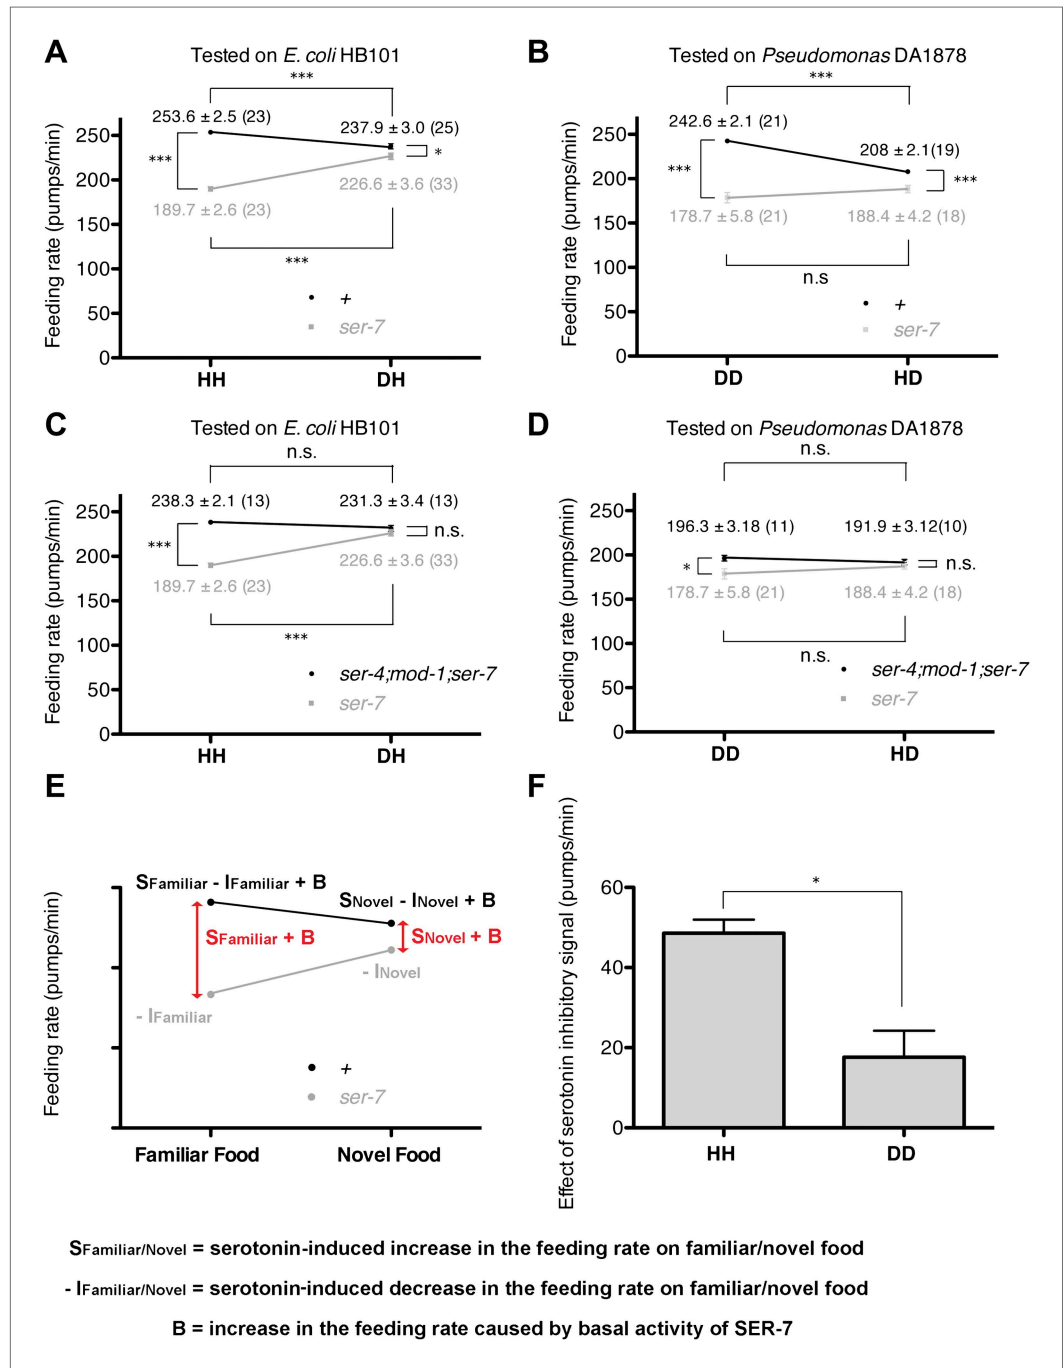 A
Tested on E. coli HB101
***
253.6 ± 2.5 (23)
237.9 ± 3.0 (25)
***
*
226.6 ± 3.6 (33)
189.7 ± 2.6 (23)
***
Feeding rate (pumps/min)
250
200
150
100
50
0
+
ser-7
HH
DH
B
Tested on Pseudomonas DA1878
***
242.6 ± 2.1 (21)
208 ± 2.1(19)
***
***
178.7 ± 5.8 (21)
188.4 ± 4.2 (18)
n.s
Feeding rate (pumps/min)
250
200
150
100
50
0
+
ser-7
DD
HD
C
Tested on E. coli HB101
n.s.
238.3 ± 2.1 (13)
231.3 ± 3.4 (13)
***
n.s.
226.6 ± 3.6 (33)
189.7 ± 2.6 (23)
***
Feeding rate (pumps/min)
250
200
150
100
50
0
ser-4;mod-1;ser-7
ser-7
HH
DH
D
Tested on Pseudomonas DA1878
n.s.
196.3 ± 3.18 (11)
191.9 ± 3.12(10)
*
n.s.
178.7 ± 5.8 (21)
188.4 ± 4.2 (18)
n.s.
Feeding rate (pumps/min)
250
200
150
100
50
0
ser-4;mod-1;ser-7
ser-7
DD
HD
E
SFamiliar - IFamiliar + B
SNovel - INovel + B
SFamiliar + B
SNovel + B
- INovel
- IFamiliar
Feeding rate (pumps/min)
+
ser-7
Familiar Food
Novel Food
F
Effect of serotonin inhibitory signal (pumps/min)
*
60
40
20
0
HH
DD
SFamiliar/Novel = serotonin-induced increase in the feeding rate on familiar/novel food
- IFamiliar/Novel = serotonin-induced decrease in the feeding rate on familiar/novel food
B = increase in the feeding rate caused by basal activity of SER-7